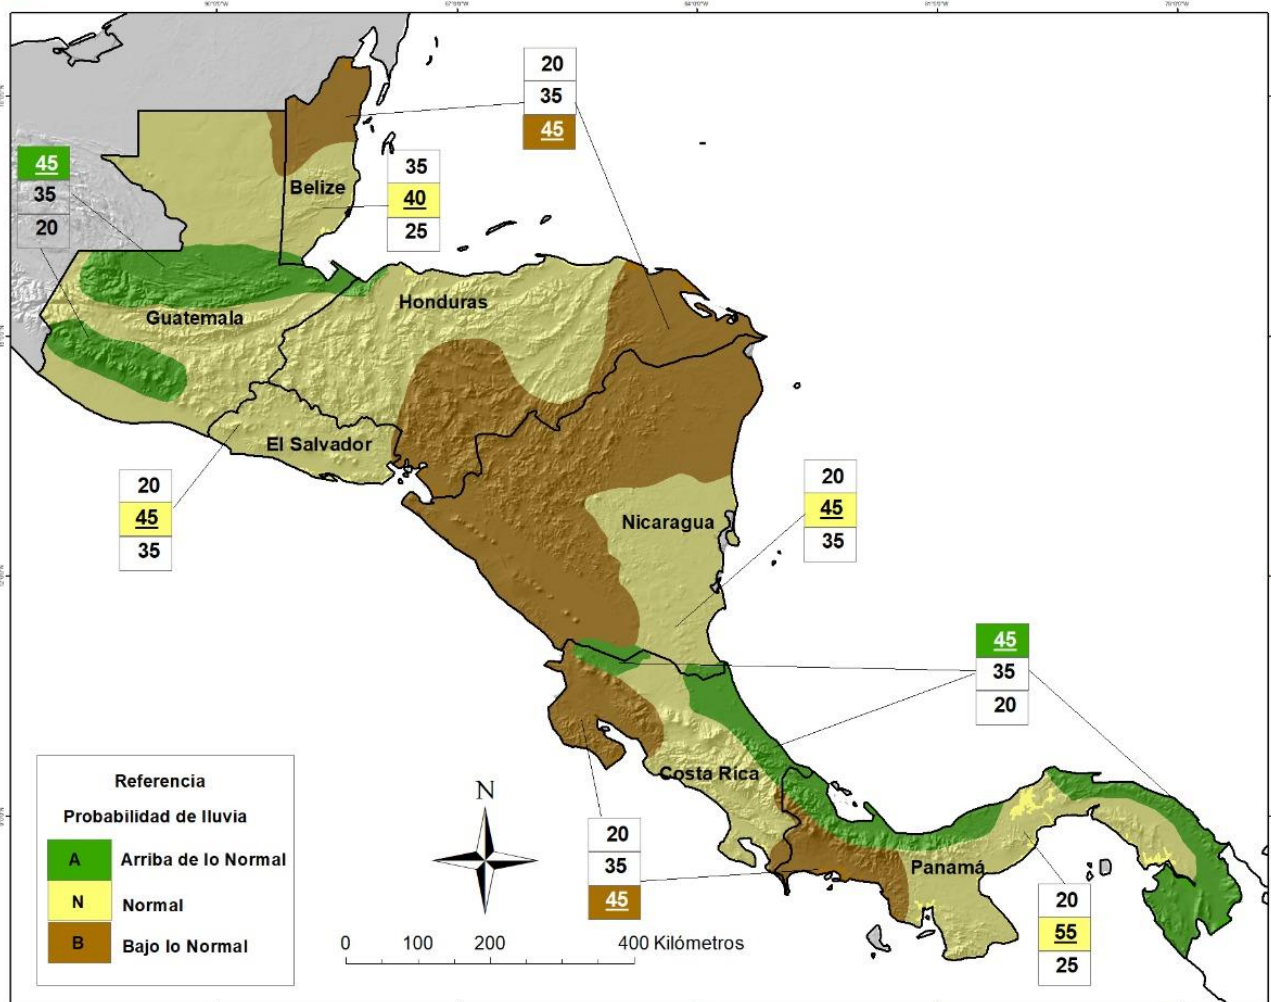 20
35
45
45
35
20
Belize
35
40
25
Honduras
Guatemala
El Salvador
20
45
35
Nicaragua
20
45
35
45
35
20
Costa Rica
Panamá
20
35
45
20
55
25
N
0 100 200 400 Kilómetros
Referencia
Probabilidad de lluvia
A Arriba de lo Normal
N Normal
B Bajo lo Normal